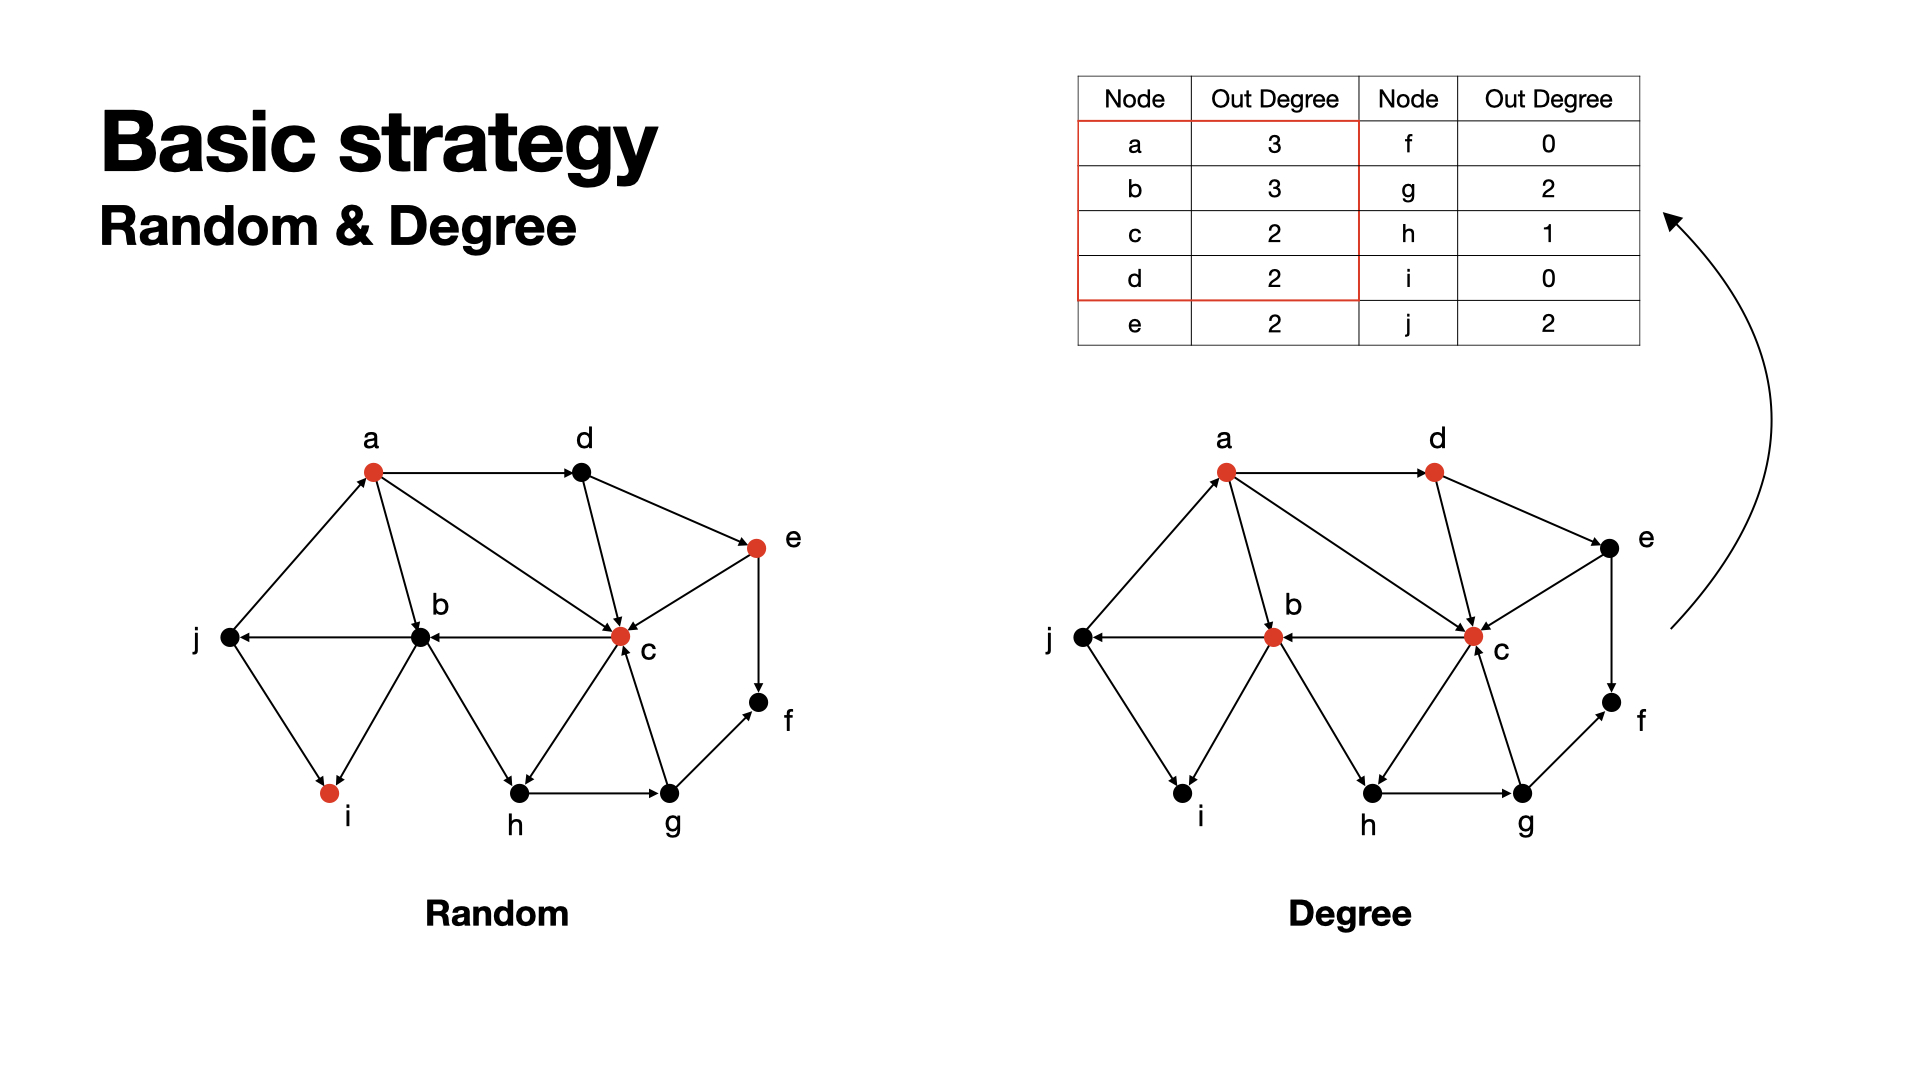 Basic strategy
Random & Degree
Node Out Degree Node Out Degree
a 3 f 0
b 3 g 2
c 2 h 1
d 2 i 0
e 2 j 2
a d
e
b
j
c
f
i
h g
Random
a d
e
b
j
c
f
i
h g
Degree